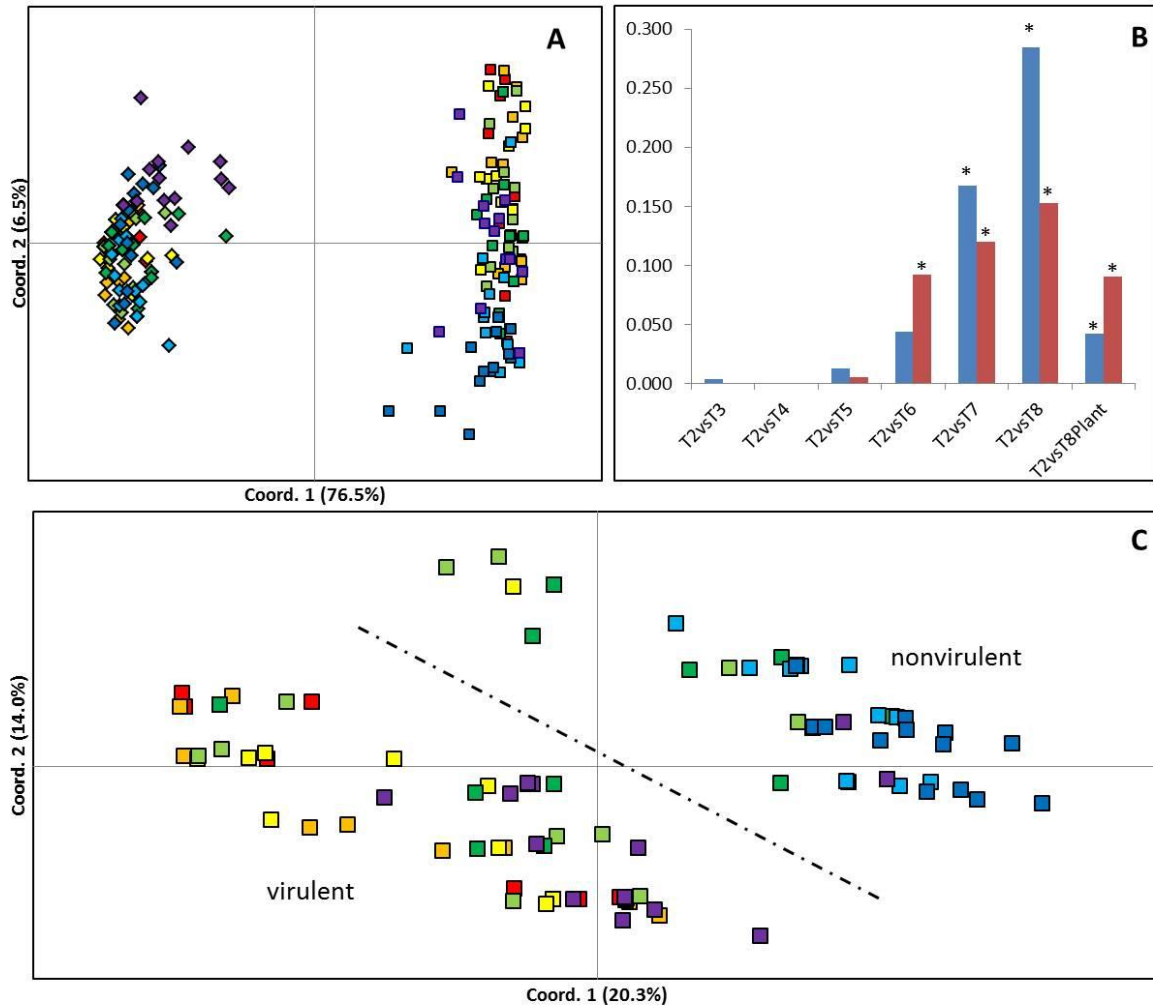 A
Coord. 2 (6.5%)
Coord. 1 (76.5%)
B
0.300
0.250
0.200
0.150
0.100
0.050
0.000
* * * * * * *
T2vsT3
T2vsT4
T2vsT5
T2vsT6
T2vsT7
T2vsT8
T2vsT8Plant
C
Coord. 2 (14.0%)
nonvirulent
virulent
Coord. 1 (20.3%)